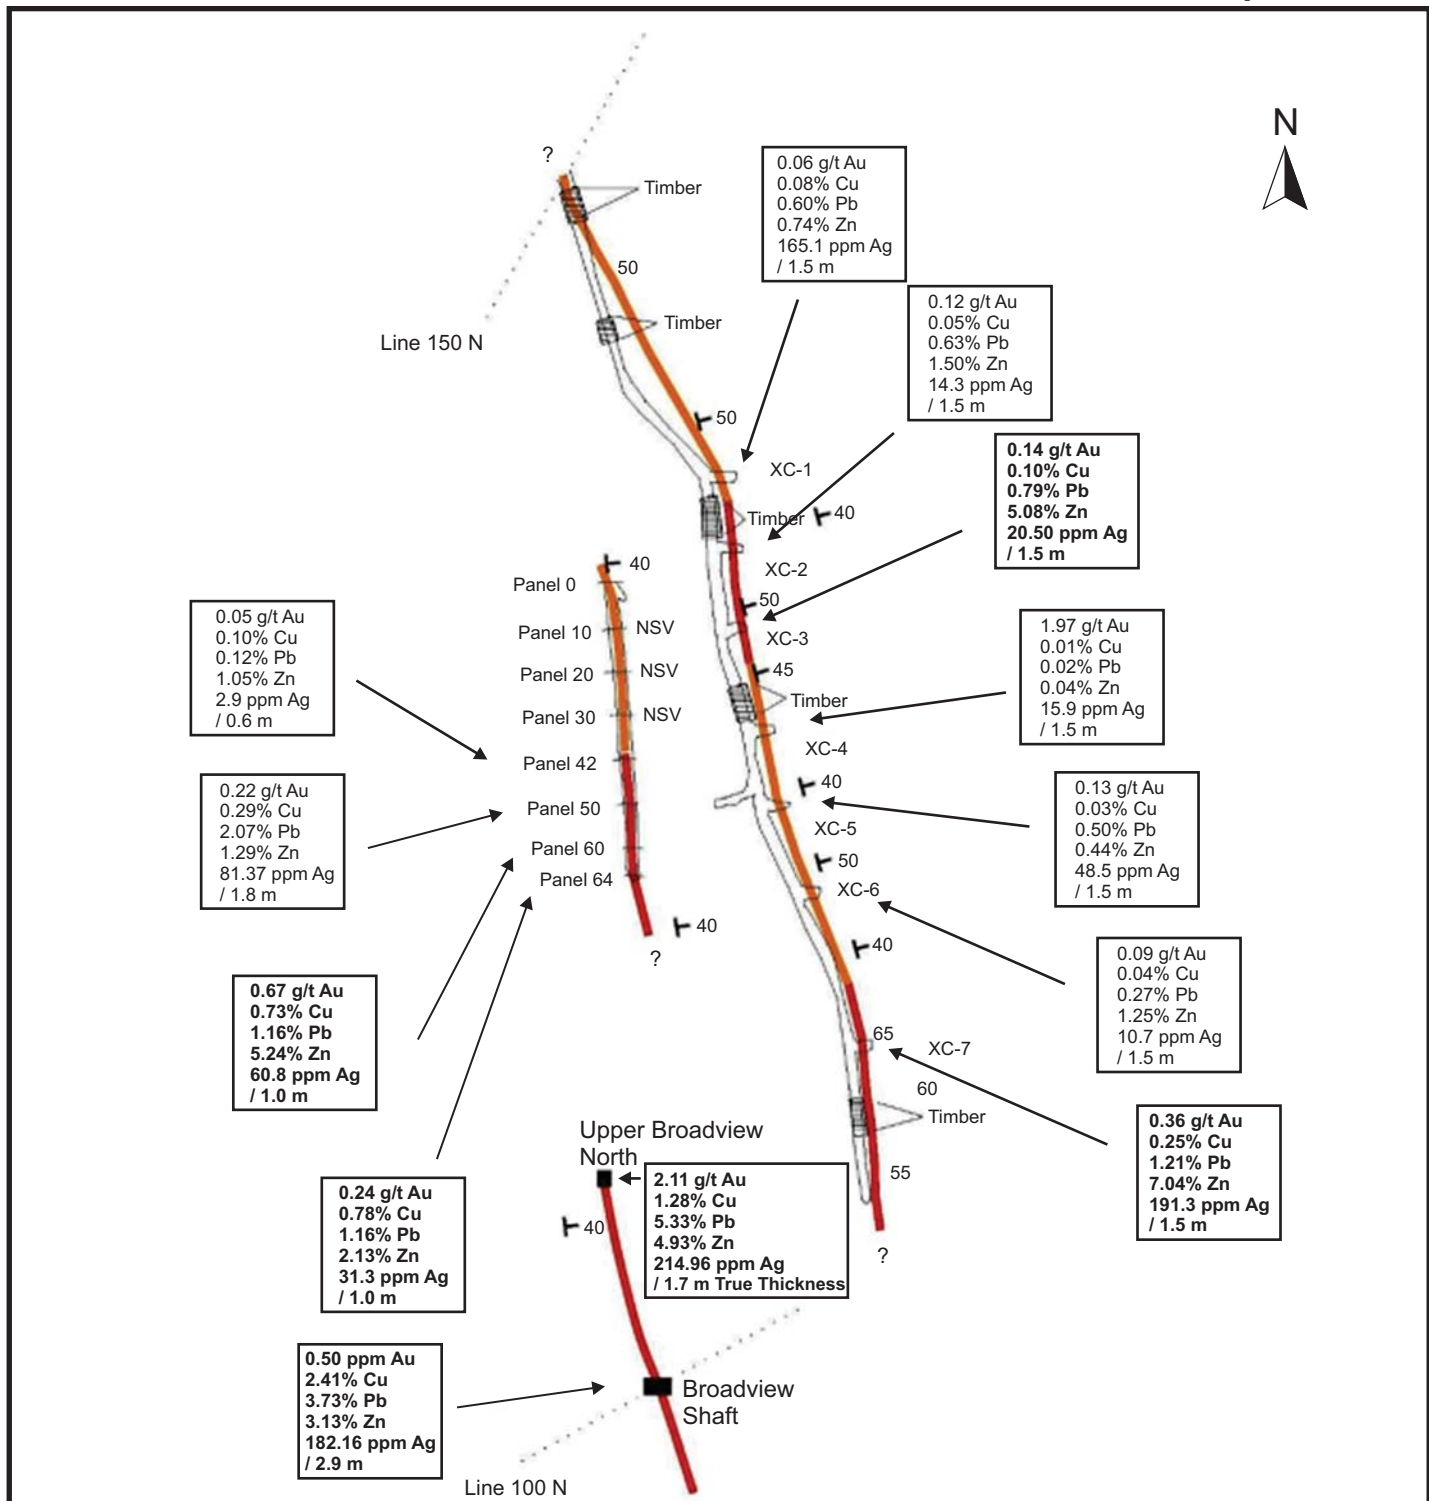 N
?
Timber
50
Timber
Line 150 N
0.06 g/t Au
0.08% Cu
0.60% Pb
0.74% Zn
165.1 ppm Ag
/ 1.5 m
0.12 g/t Au
0.05% Cu
0.63% Pb
1.50% Zn
14.3 ppm Ag
/ 1.5 m
50
XC-1
0.14 g/t Au
0.10% Cu
0.79% Pb
5.08% Zn
20.50 ppm Ag
/ 1.5 m
Timber
40
XC-2
50
XC-3
45
Timber
XC-4
1.97 g/t Au
0.01% Cu
0.02% Pb
0.04% Zn
15.9 ppm Ag
/ 1.5 m
40
Panel 0
Panel 10
NSV
Panel 20
NSV
Panel 30
NSV
Panel 42
Panel 50
Panel 60
Panel 64
40
?
0.05 g/t Au
0.10% Cu
0.12% Pb
1.05% Zn
2.9 ppm Ag
/ 0.6 m
0.22 g/t Au
0.29% Cu
2.07% Pb
1.29% Zn
81.37 ppm Ag
/ 1.8 m
40
XC-5
0.13 g/t Au
0.03% Cu
0.50% Pb
0.44% Zn
48.5 ppm Ag
/ 1.5 m
50
XC-6
40
0.09 g/t Au
0.04% Cu
0.27% Pb
1.25% Zn
10.7 ppm Ag
/ 1.5 m
0.67 g/t Au
0.73% Cu
1.16% Pb
5.24% Zn
60.8 ppm Ag
/ 1.0 m
65
XC-7
60
Timber
55
?
0.36 g/t Au
0.25% Cu
1.21% Pb
7.04% Zn
191.3 ppm Ag
/ 1.5 m
0.24 g/t Au
0.78% Cu
1.16% Pb
2.13% Zn
31.3 ppm Ag
/ 1.0 m
Upper Broadview
North
2.11 g/t Au
1.28% Cu
5.33% Pb
4.93% Zn
214.96 ppm Ag
/ 1.7 m True Thickness
40
0.50 ppm Au
2.41% Cu
3.73% Pb
3.13% Zn
182.16 ppm Ag
/ 2.9 m
Broadview
Shaft
Line 100 N